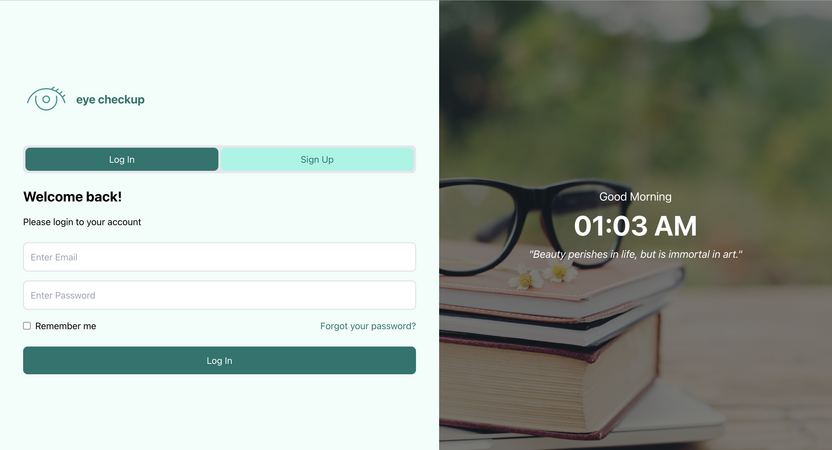 eye checkup
Log In
Sign Up
Welcome back!
Please login to your account
Enter Email
Enter Password
Remember me
Forgot your password?
Log In
Good Morning
01:03 AM
"Beauty perishes in life, but is immortal in art."